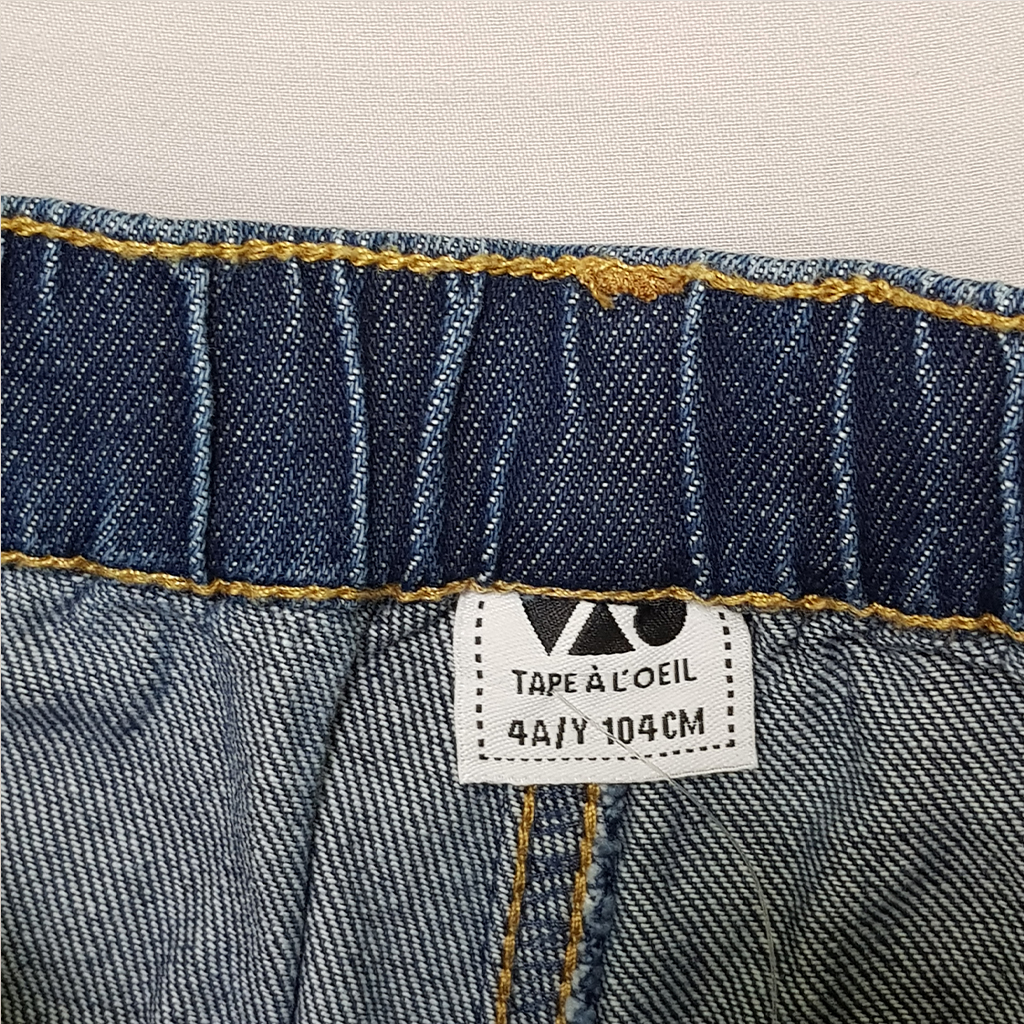 TAPE À L'OEIL
4A/Y 104CM